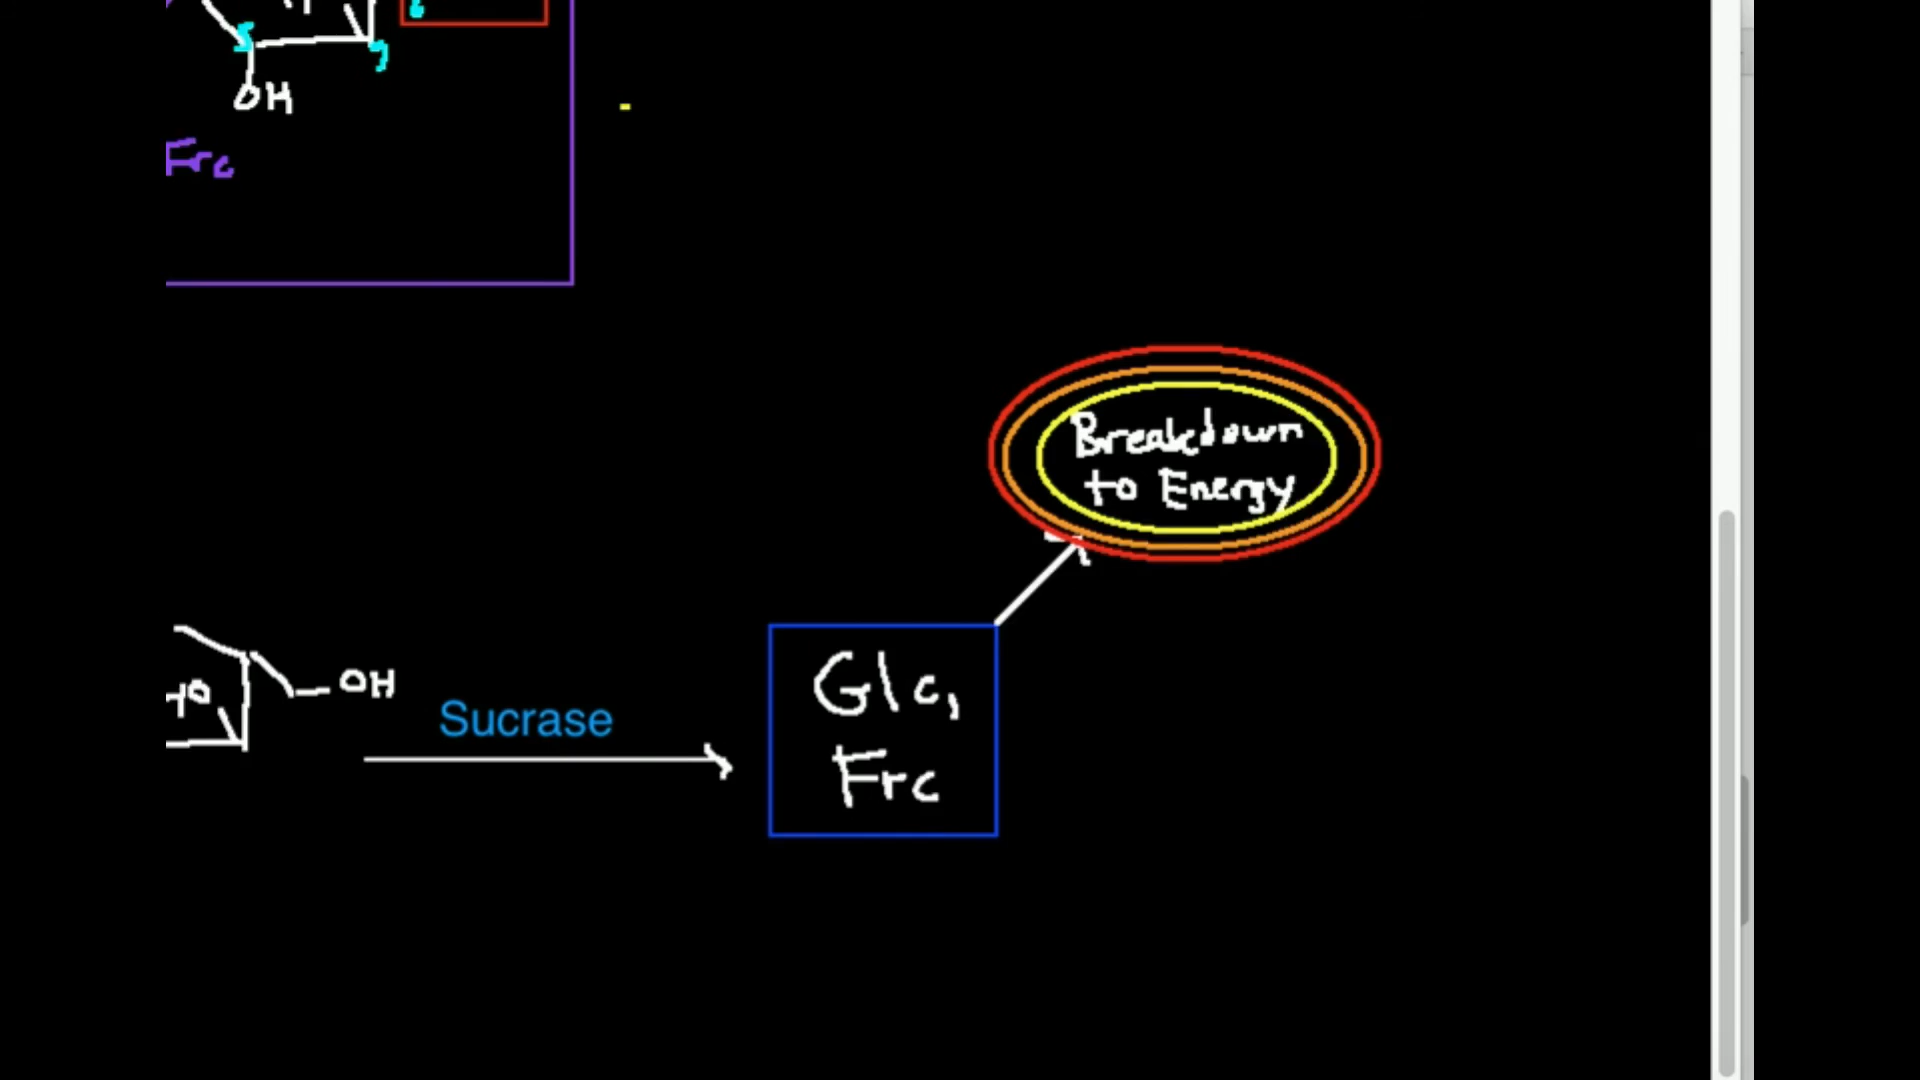 OH
Frc
Breakdown
to Energy
OH
Sucrase
Glc,
Frc